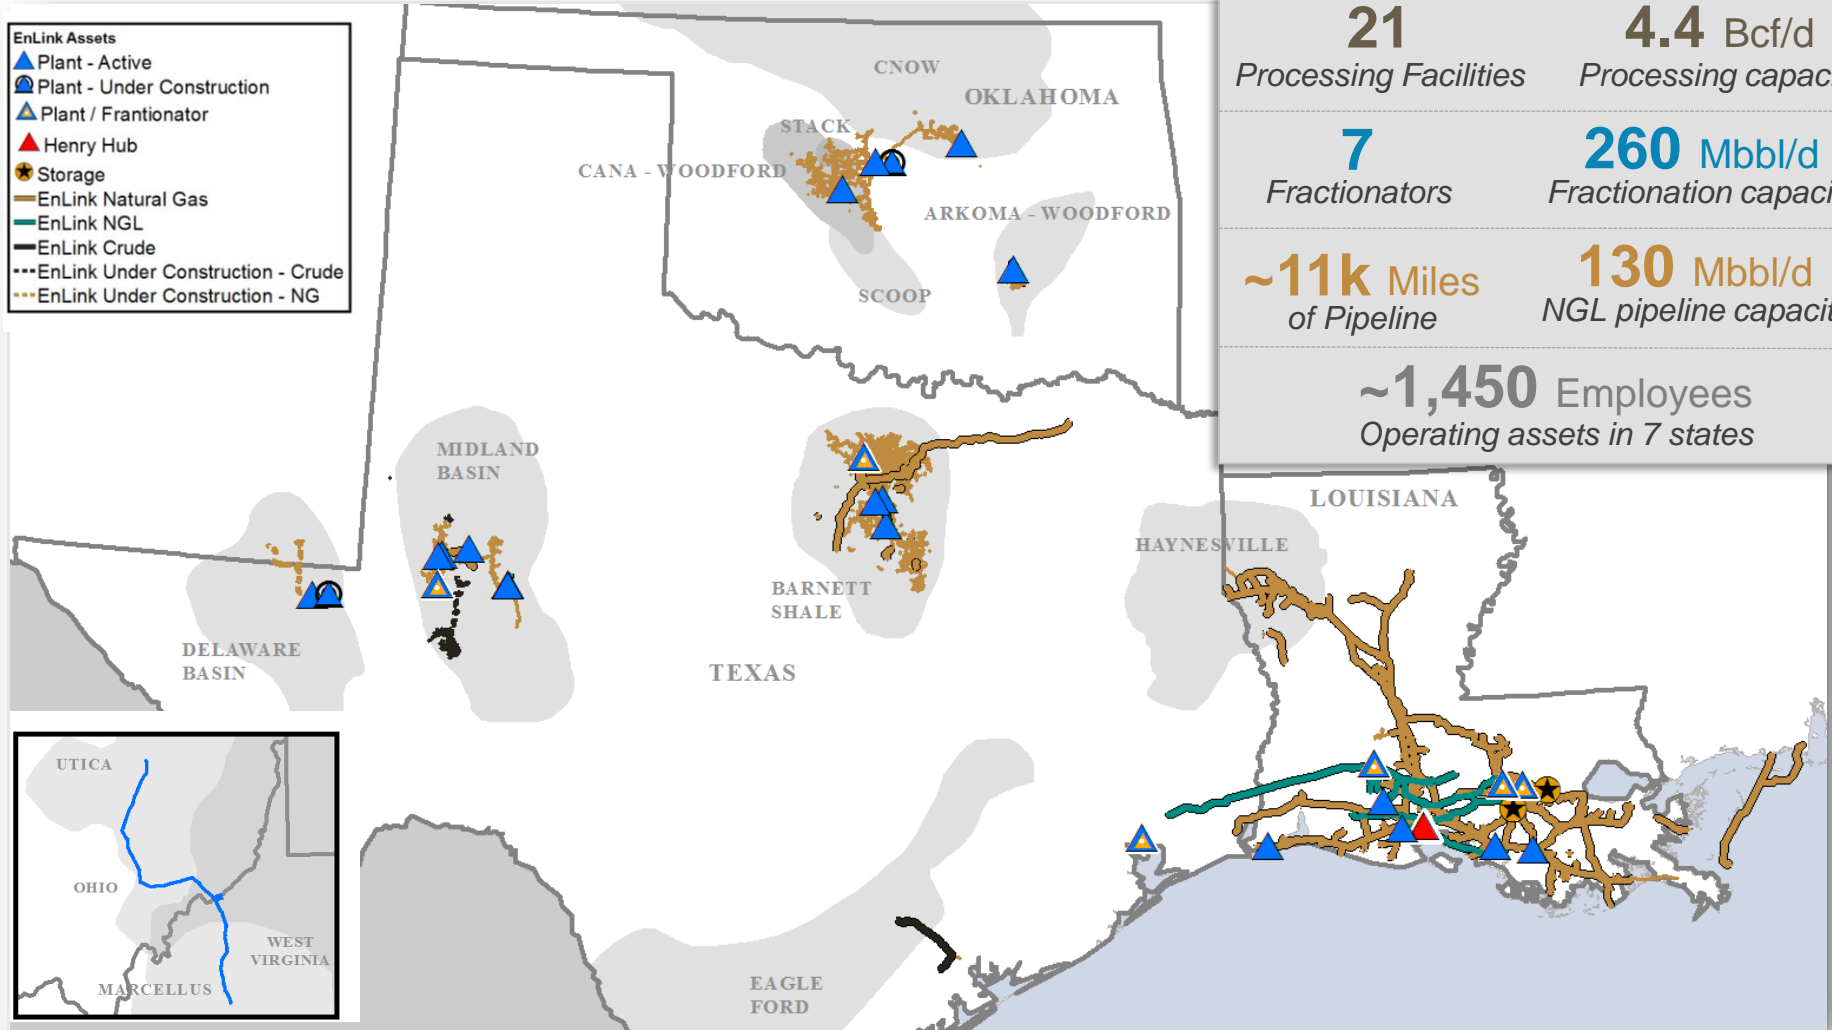 EnLink Assets
Plant - Active
Plant - Under Construction
Plant / Frantionator
Henry Hub
Storage
EnLink Natural Gas
EnLink NGL
EnLink Crude
EnLink Under Construction - Crude
EnLink Under Construction - NG
21
Processing Facilities
4.4 Bcf/d
Processing capaci
7
Fractionators
260 Mbbl/d
Fractionation capaci
~11k Miles
of Pipeline
130 Mbbl/d
NGL pipeline capacit
~1,450 Employees
Operating assets in 7 states
CNOW
OKLAHOMA
STACK
CANA - WOODFORD
ARKOMA - WOODFORD
SCOOP
MIDLAND
BASIN
LOUISIANA
HAYNESVILLE
BARNETT
SHALE
DELAWARE
BASIN
TEXAS
UTICA
OHIO
WEST
VIRGINIA
MARCELLUS
EAGLE
FORD